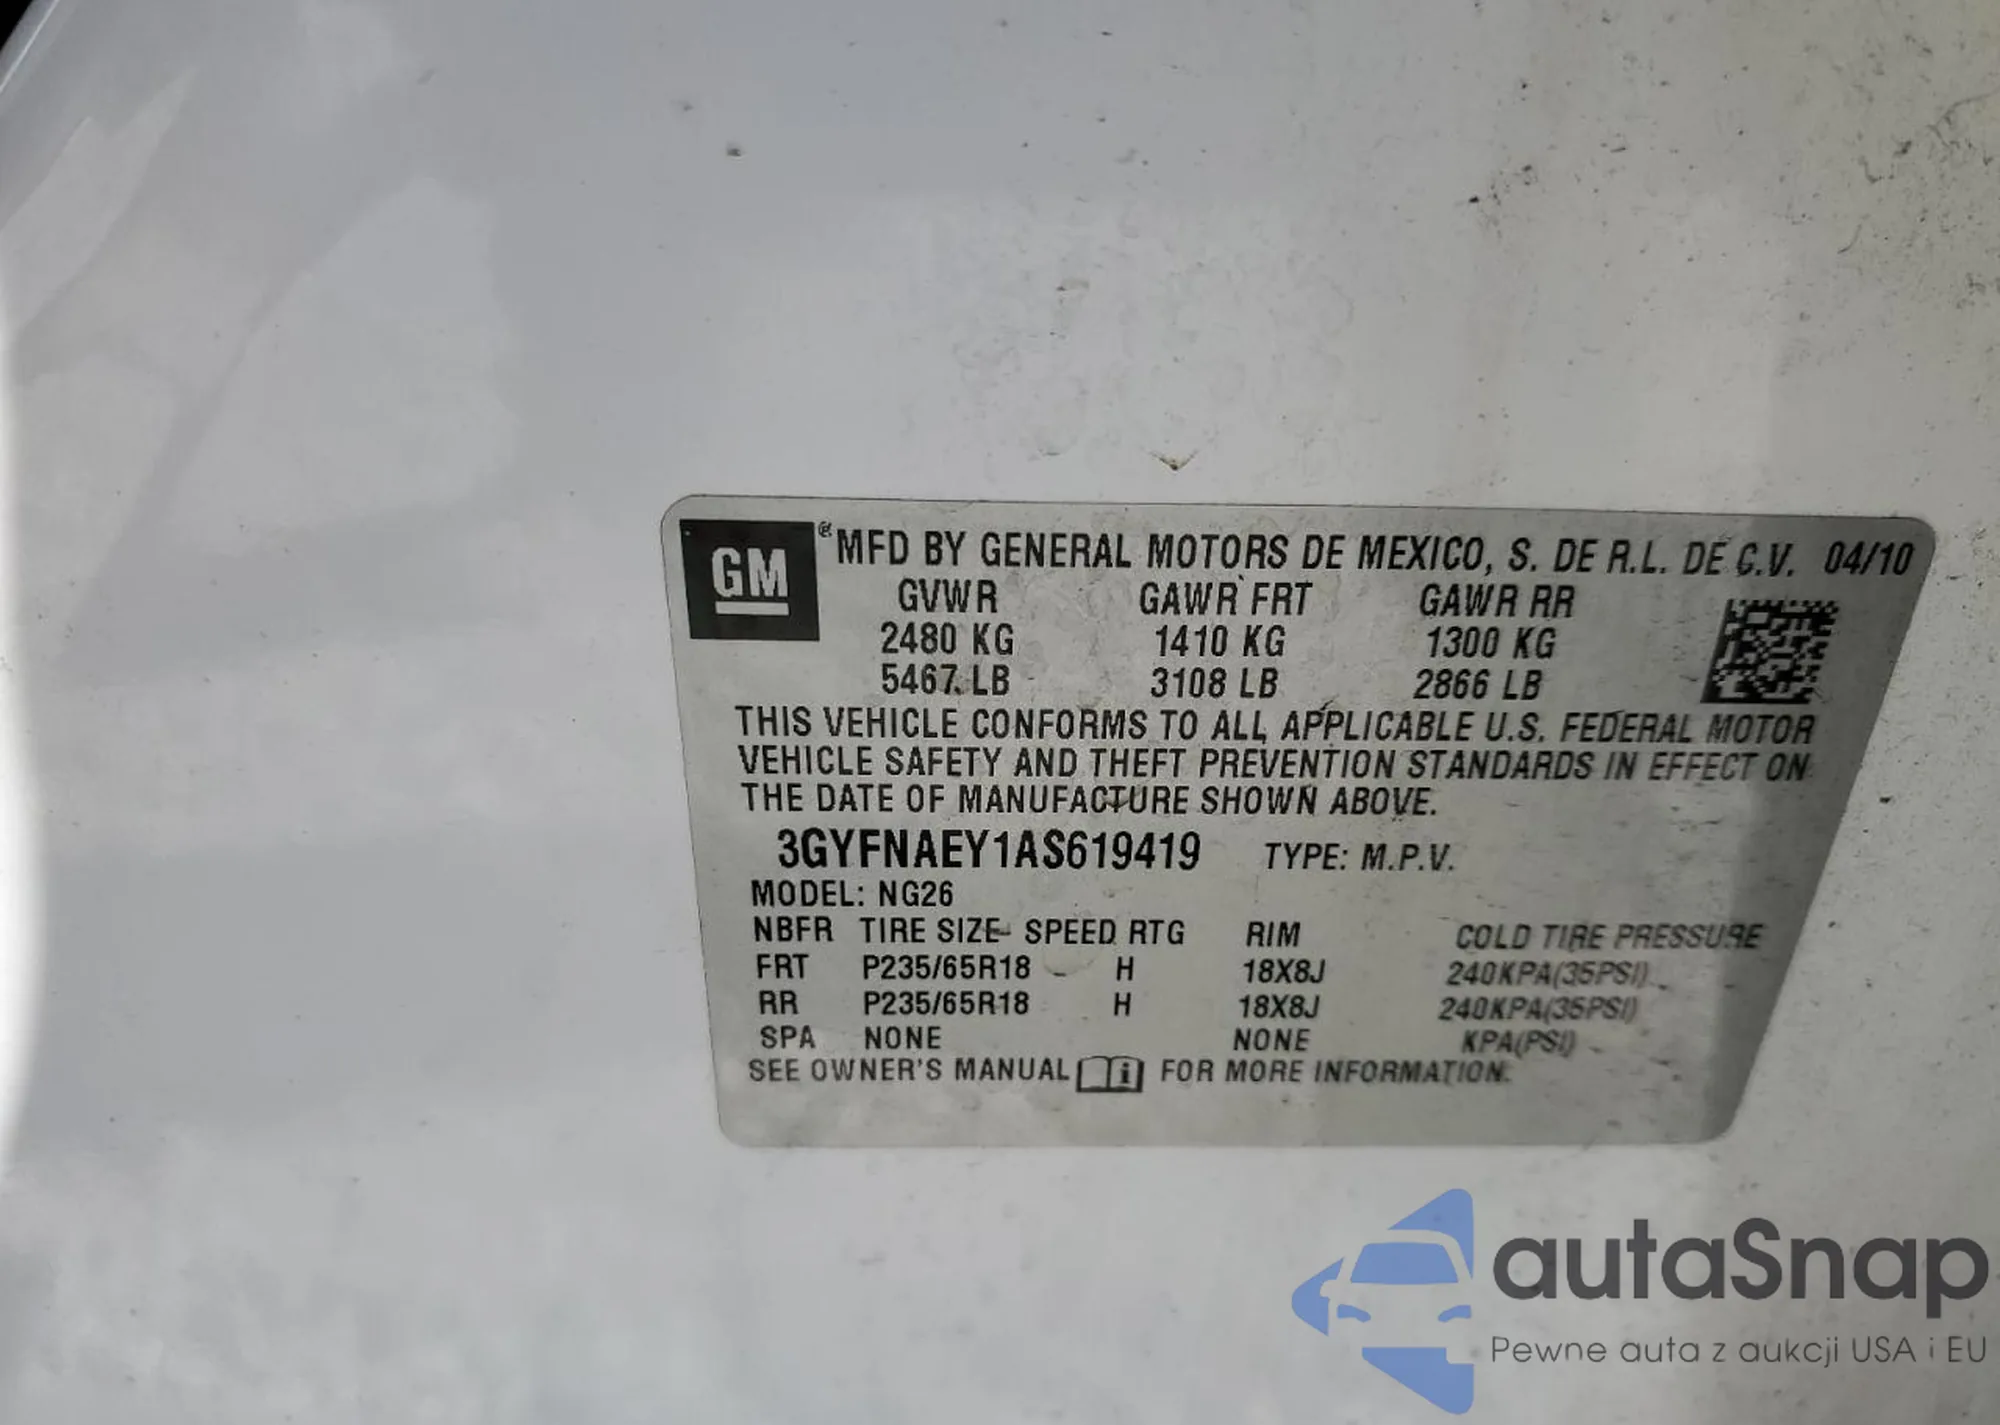 GM ® MFD BY GENERAL MOTORS DE MEXICO, S. DE R.L. DE C.V. 04/10
GVWR GAWR FRT GAWR RR
2480 KG 1410 KG 1300 KG
5467 LB 3108 LB 2866 LB
THIS VEHICLE CONFORMS TO ALL APPLICABLE U.S. FEDERAL MOTOR
VEHICLE SAFETY AND THEFT PREVENTION STANDARDS IN EFFECT ON
THE DATE OF MANUFACTURE SHOWN ABOVE.
3GYFNAEY1AS619419 TYPE: M.P.V.
MODEL: NG26
NBFR TIRE SIZE SPEED RTG RIM COLD TIRE PRESSURE
FRT P235/65R18 H 18X8J 240KPA(35PSI)
RR P235/65R18 H 18X8J 240KPA(35PSI)
SPA NONE NONE KPA(PSI)
SEE OWNER'S MANUAL i FOR MORE INFORMATION.
autaSnap
Pewne auta z aukcji USA i EU